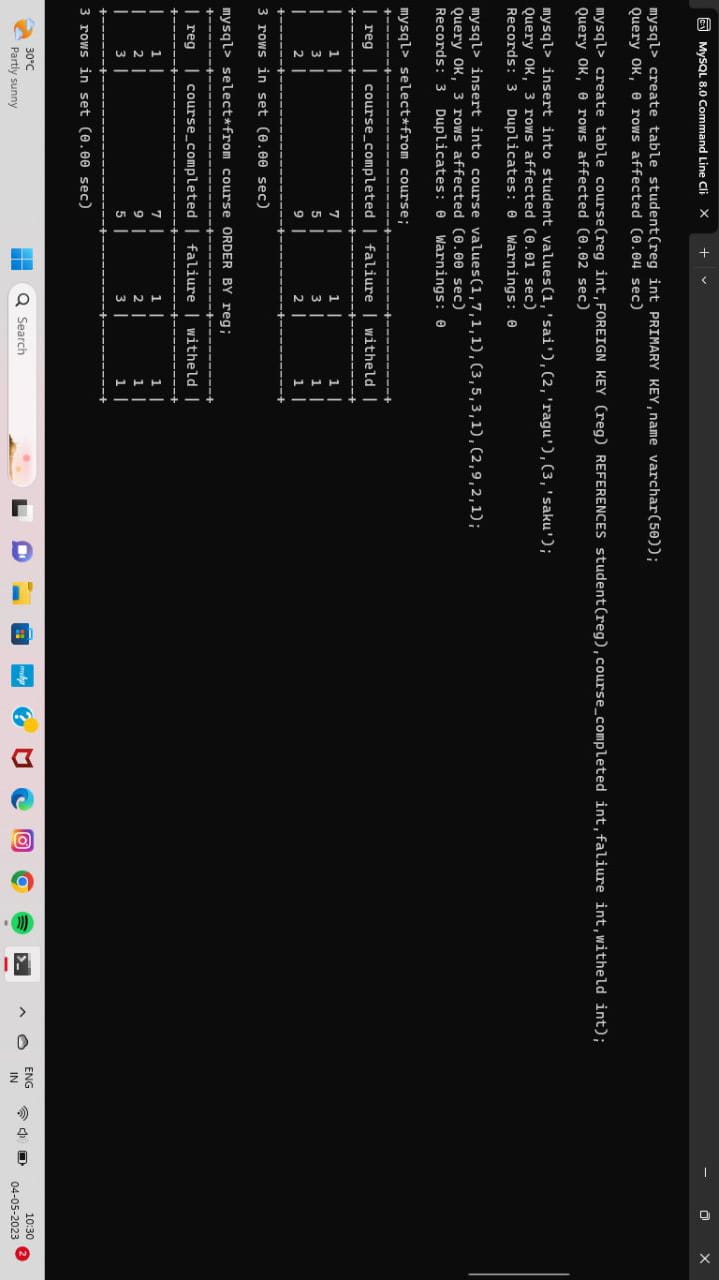 MySQL 8.0 Command Line Cli
mysql> create table student(reg int PRIMARY KEY,name varchar(50));
Query OK, 0 rows affected (0.04 sec)
mysql> create table course(reg int,FOREIGN KEY (reg) REFERENCES student(reg),course_completed int,faliure int,witheld int);
Query OK, 0 rows affected (0.02 sec)
mysql> insert into student values(1,'sai'),(2,'ragu'),(3,'saku');
Query OK, 3 rows affected (0.01 sec)
Records: 3  Duplicates: 0  Warnings: 0
mysql> insert into course values(1,7,1,1),(3,5,3,1),(2,9,2,1);
Query OK, 3 rows affected (0.00 sec)
Records: 3  Duplicates: 0  Warnings: 0
mysql> select*from course;
+------+------------------+---------+---------+
| reg  | course_completed | faliure | witheld |
+------+------------------+---------+---------+
|    1 |                7 |       1 |       1 |
|    3 |                5 |       3 |       1 |
|    2 |                9 |       2 |       1 |
+------+------------------+---------+---------+
3 rows in set (0.00 sec)
mysql> select*from course ORDER BY reg;
+------+------------------+---------+---------+
| reg  | course_completed | faliure | witheld |
+------+------------------+---------+---------+
|    1 |                7 |       1 |       1 |
|    2 |                9 |       2 |       1 |
|    3 |                5 |       3 |       1 |
+------+------------------+---------+---------+
3 rows in set (0.00 sec)
30°C
Partly sunny
Search
myhp
ENG
IN
10:30
04-05-2023
2